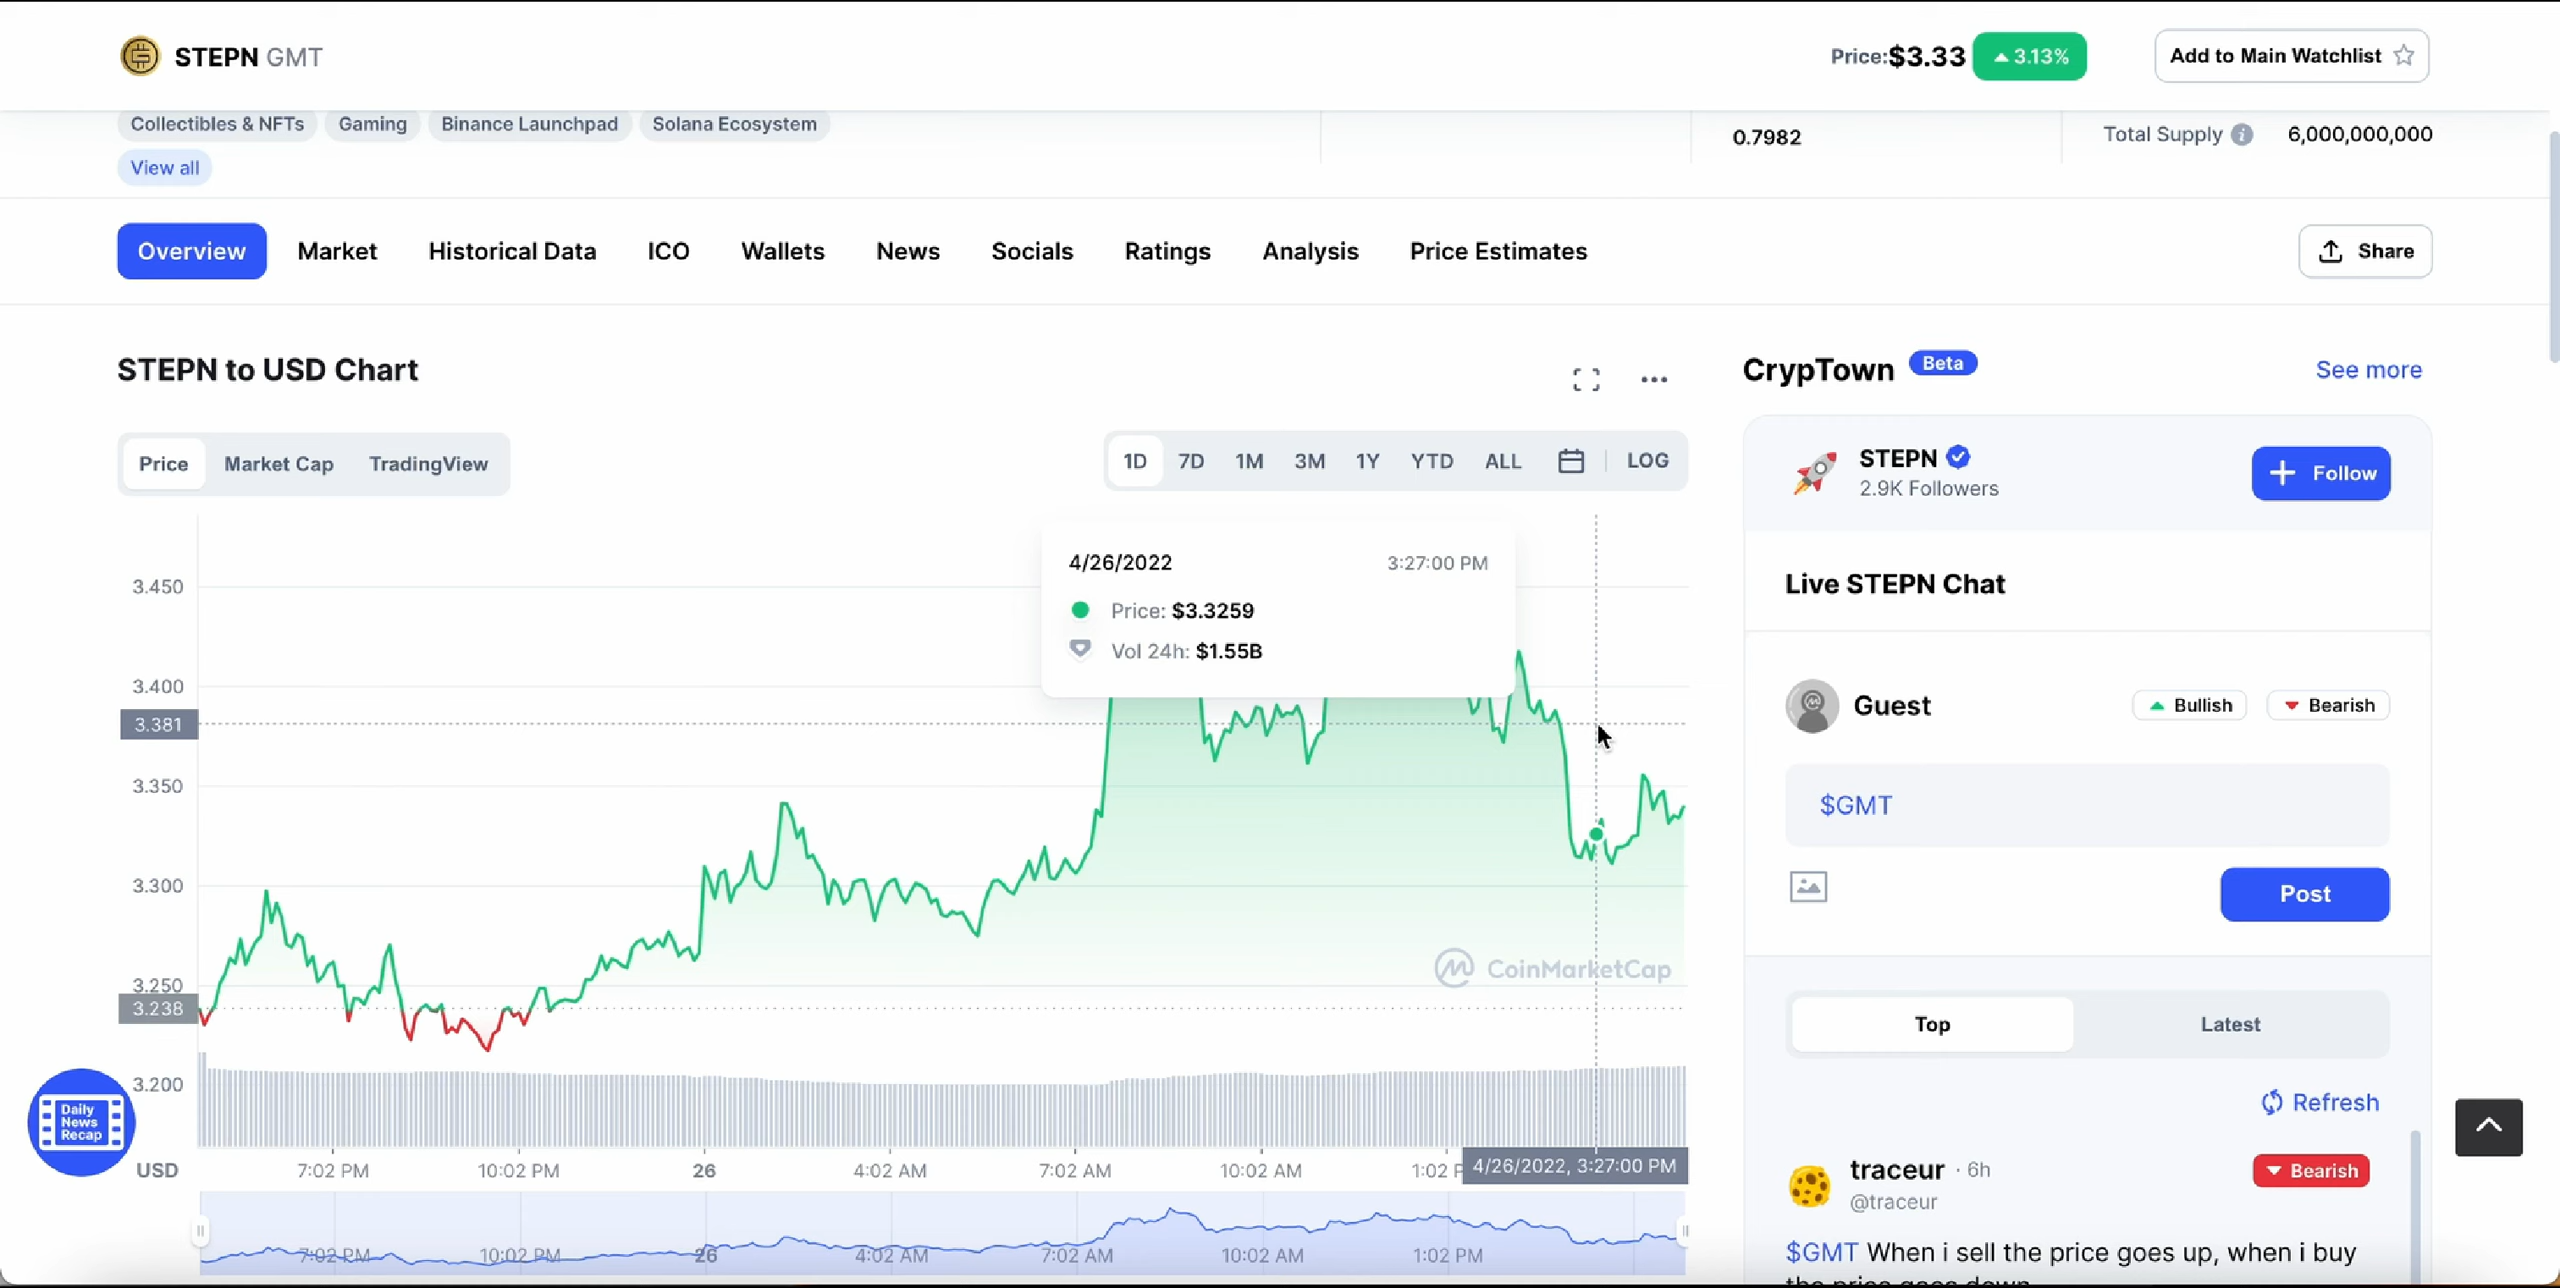 STEPN GMT
Price:$3.33 3.13%
Add to Main Watchlist
Collectibles & NFTs Gaming Binance Launchpad Solana Ecosystem
View all
0.7982
Total Supply 6,000,000,000
Overview Market Historical Data ICO Wallets News Socials Ratings Analysis Price Estimates
Share
STEPN to USD Chart
Price Market Cap TradingView
1D 7D 1M 3M 1Y YTD ALL LOG
4/26/2022 3:27:00 PM
Price: $3.3259
Vol 24h: $1.55B
3.450
3.400
3.381
3.350
3.300
3.250
3.238
3.200
CoinMarketCap
USD 7:02 PM 10:02 PM 26 4:02 AM 7:02 AM 10:02 AM 1:02 P 4/26/2022, 3:27:00 PM
7:02 PM 10:02 PM 26 4:02 AM 7:02 AM 10:02 AM 1:02 PM
Daily
News
Recap
CrypTown Beta See more
STEPN
2.9K Followers
Follow
Live STEPN Chat
Guest Bullish Bearish
$GMT
Post
Top Latest
Refresh
traceur · 6h Bearish
@traceur
$GMT When i sell the price goes up, when i buy
the price goes down